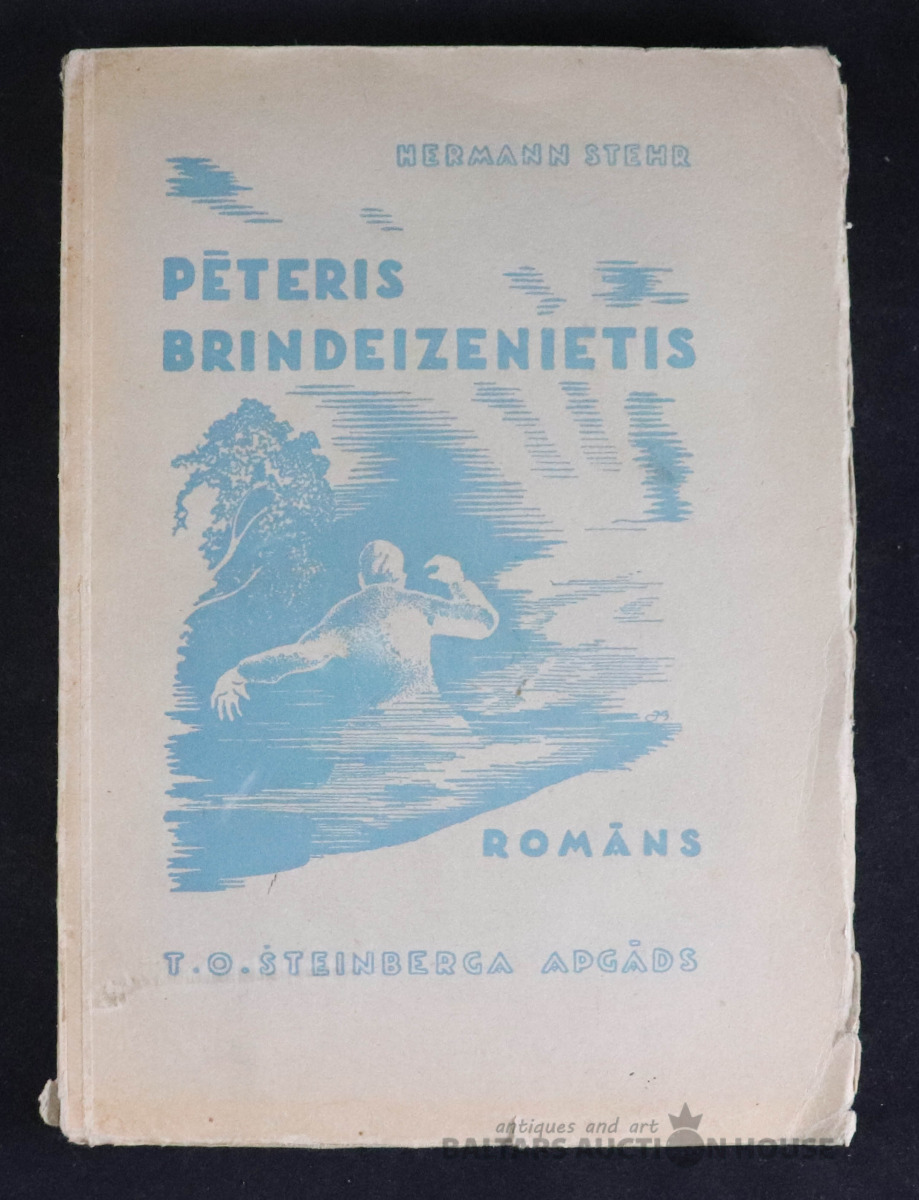 HERMANN STEHR
PĒTERIS
BRINDEIZENIETIS
ROMĀNS
T.O.ŠTEINBERGA APGĀDS
antiques and art
BALTARS AUCTION HOUSE